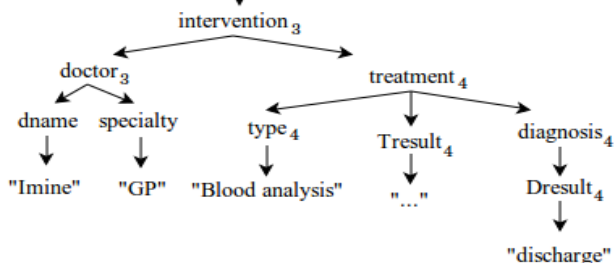 intervention₃
doctor₃ treatment₄
dname specialty type₄ Tresult₄ diagnosis₄
"Imine" "GP" "Blood analysis" "..." Dresult₄
"discharge"